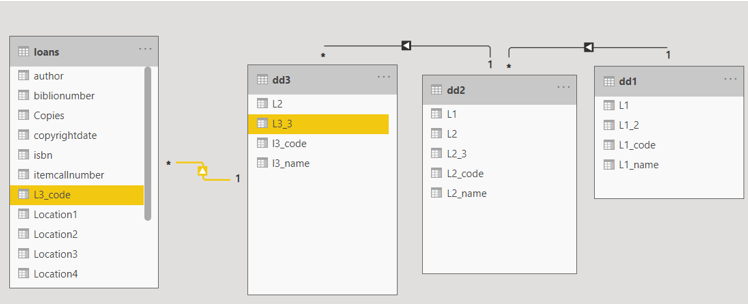 loans ...
author
biblionumber
Copies
copyrightdate
isbn
itemcallnumber
L3_code
Location1
Location2
Location3
Location4
* 1
dd3 ...
L2
L3_3
l3_code
l3_name
* 1
dd2 ...
L1
L2
L2_3
L2_code
L2_name
* 1
dd1 ...
L1
L1_2
L1_code
L1_name